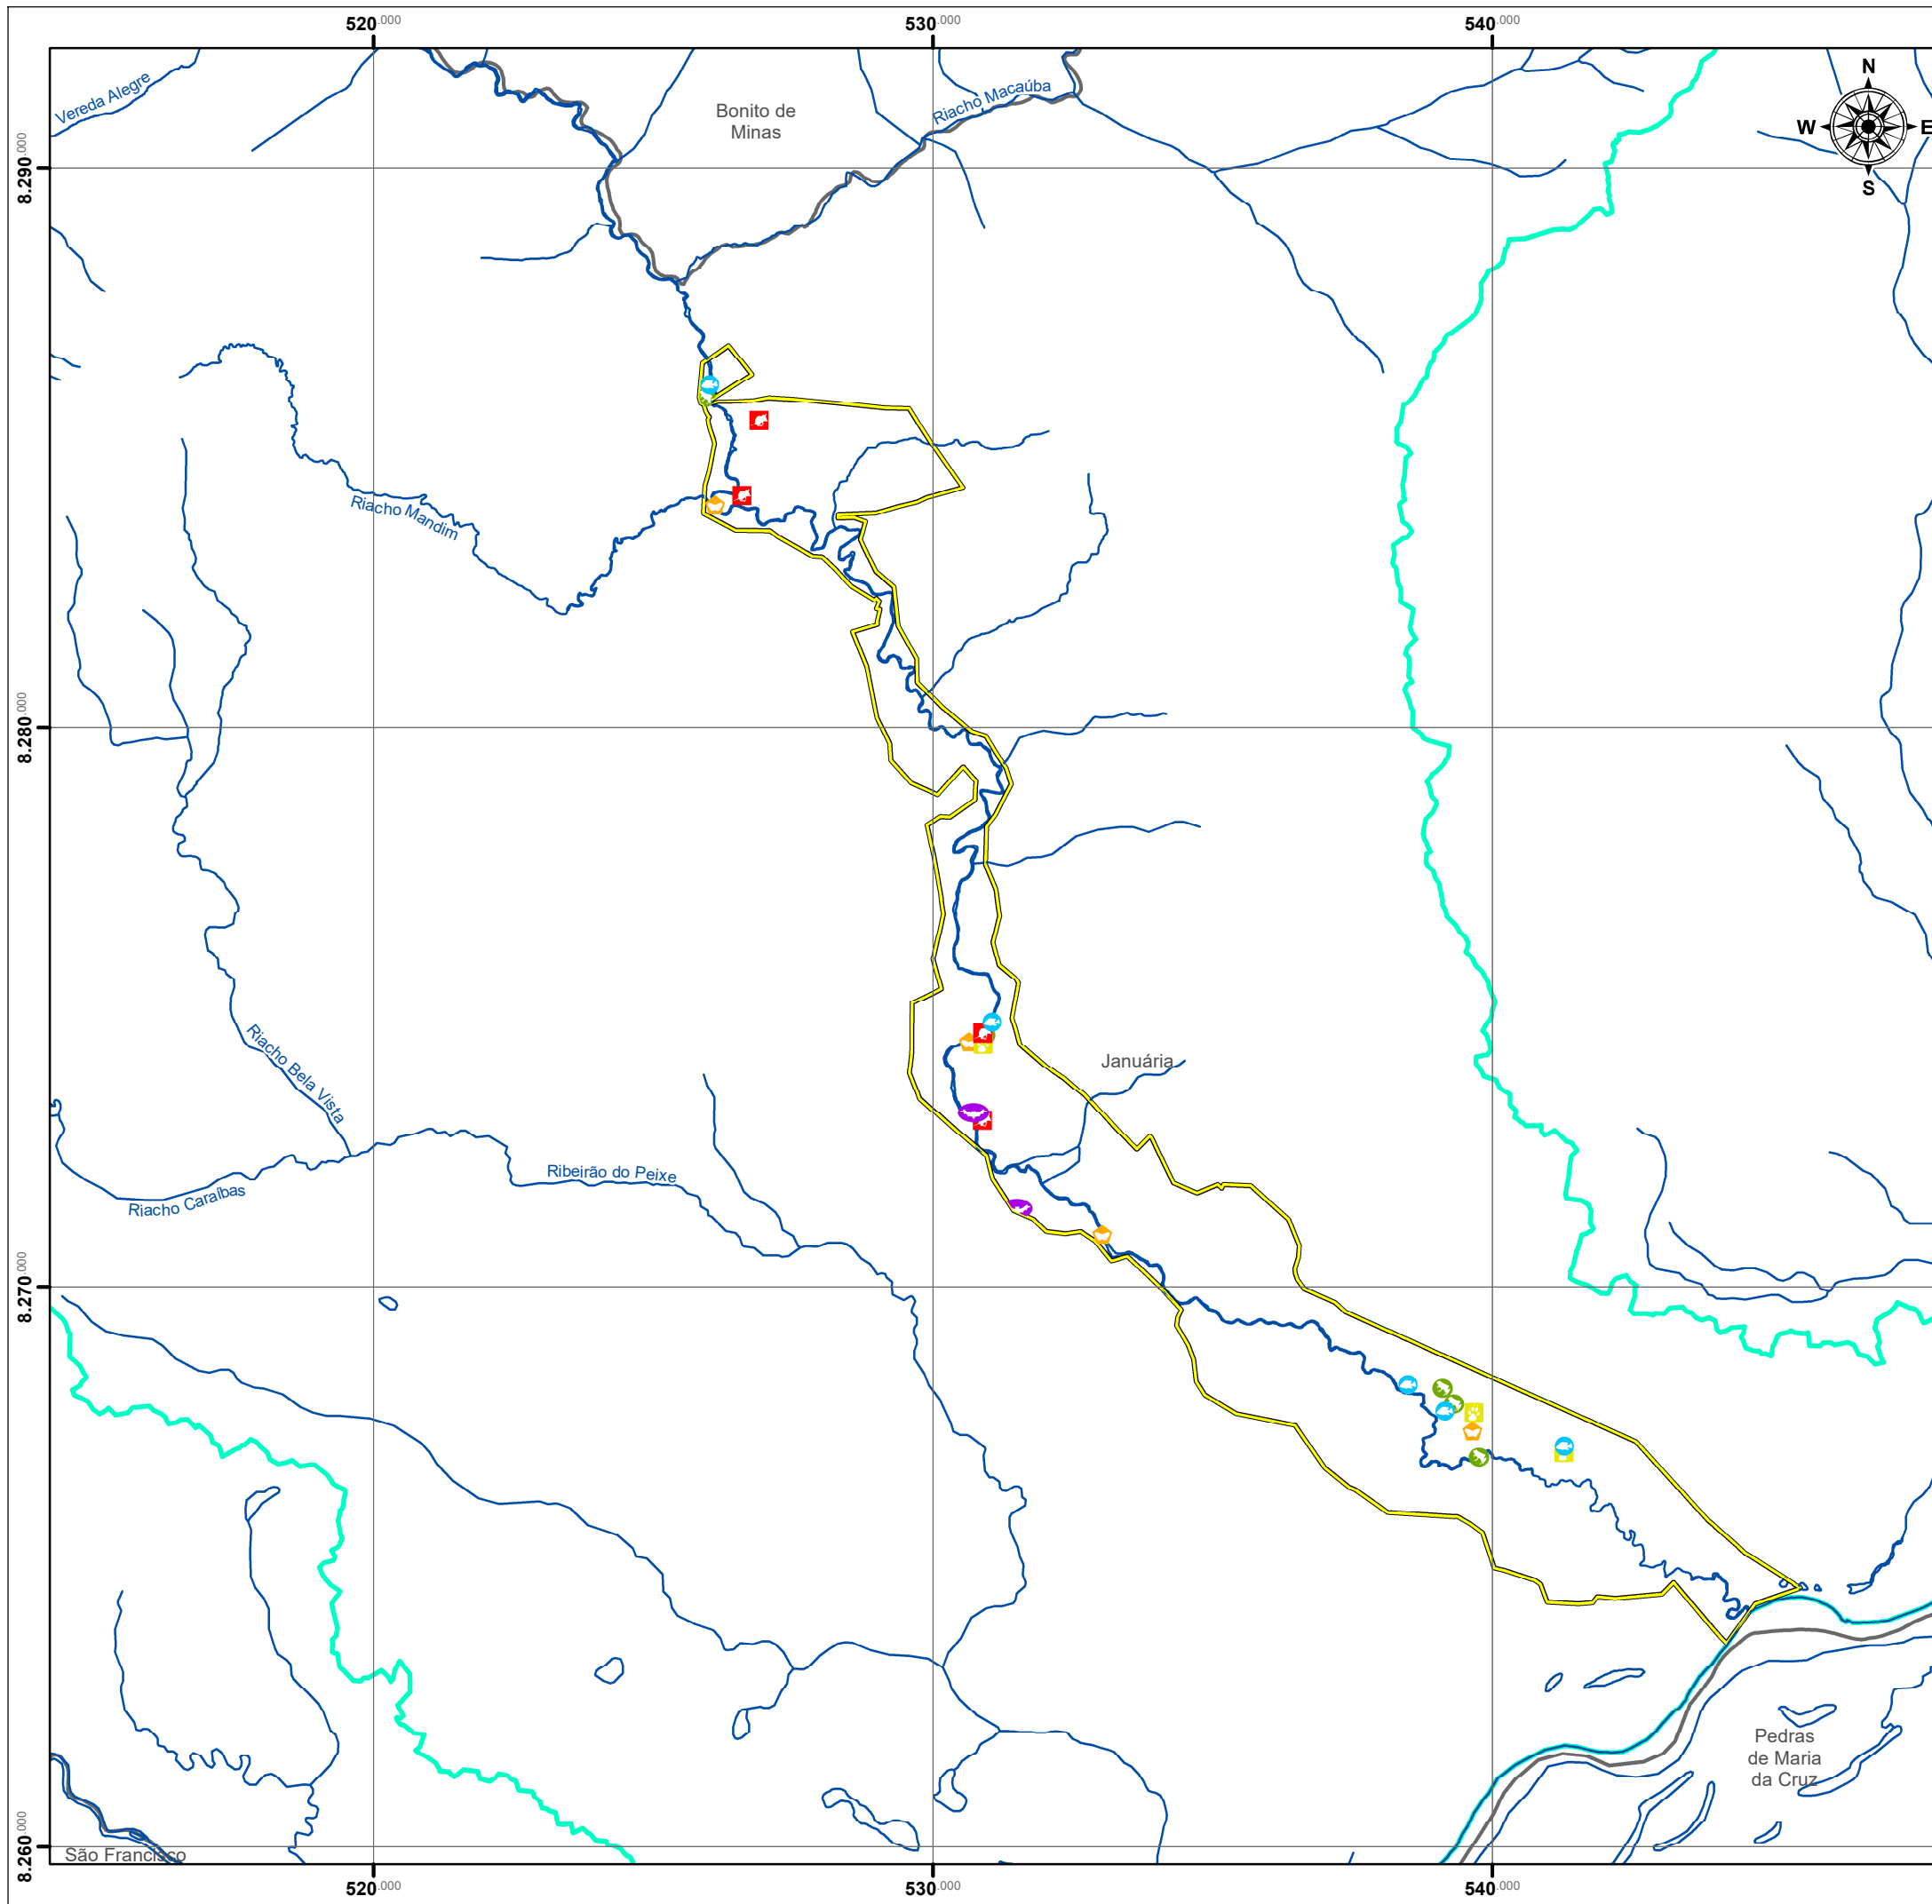 520.000 530.000 540.000
N
W E
S
Vereda Alegre
Bonito de
Minas
Riacho Macaúba
8.290.000
Riacho Mandim
8.280.000
Riacho Bela Vista
Januária
Ribeirão do Peixe
Riacho Caraíbas
8.270.000
Pedras
de Maria
da Cruz
8.260.000
São Francisco
520.000 530.000 540.000